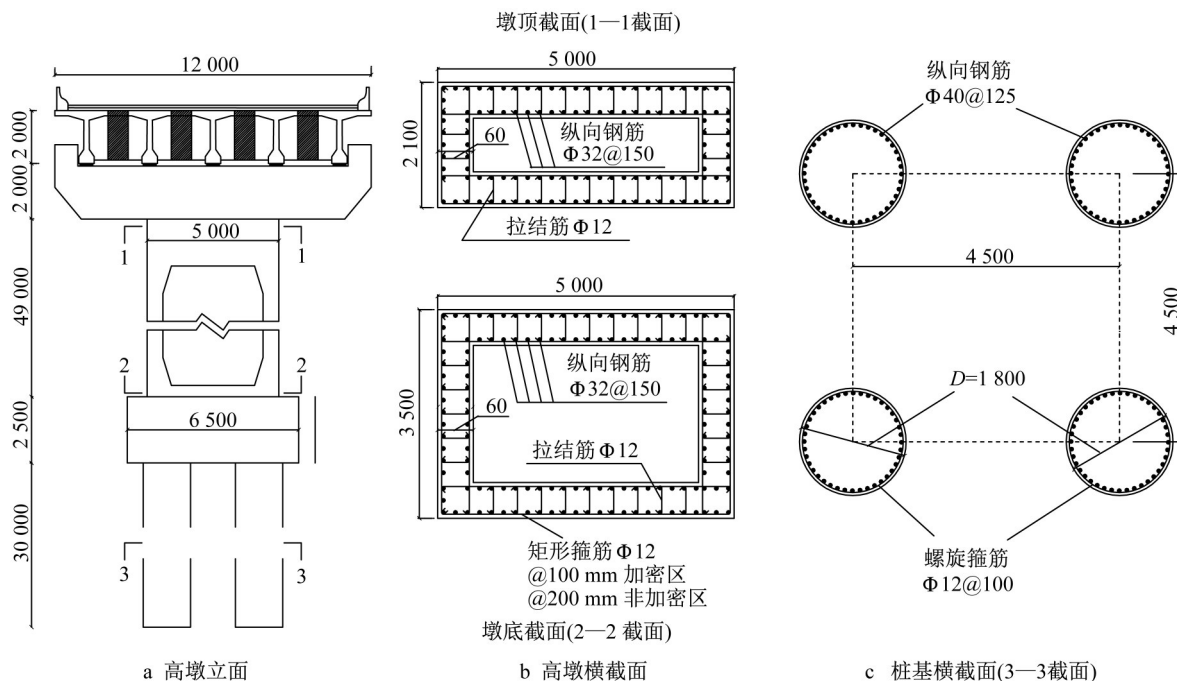 墩顶截面(1—1截面)
12 000
2 000
2 000
49 000
2 500
30 000
5 000
1
1
2
2
6 500
3
3
a 高墩立面
5 000
2 100
60
纵向钢筋
Φ32@150
拉结筋Φ12
5 000
3 500
60
纵向钢筋
Φ32@150
拉结筋Φ12
矩形箍筋Φ12
@100 mm 加密区
@200 mm 非加密区
墩底截面(2—2 截面)
b 高墩横截面
纵向钢筋
Φ40@125
4 500
4 500
D=1 800
螺旋箍筋
Φ12@100
c 桩基横截面(3—3截面)